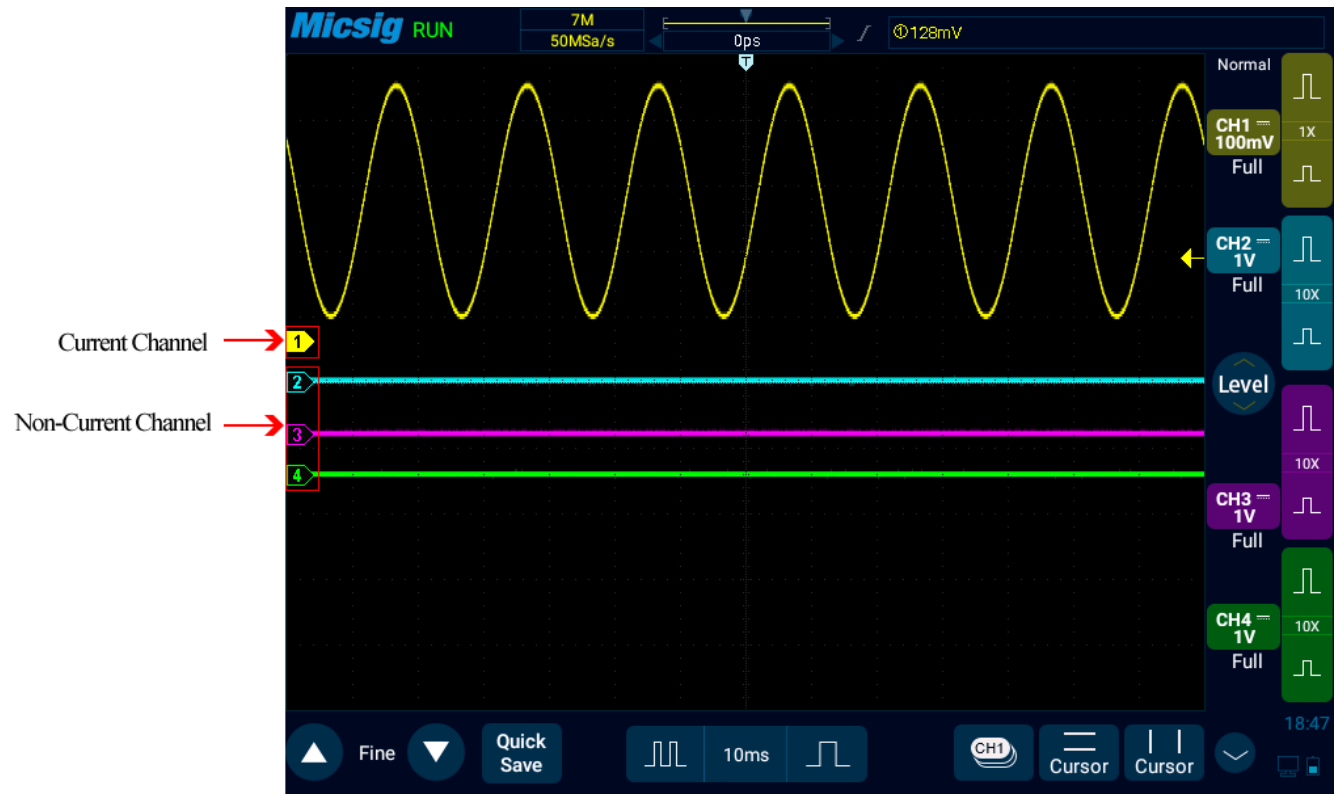 Micsig RUN
7M
50MSa/s
0ps
①128mV
T
Normal
CH1
100mV
Full
1X
CH2
1V
Full
10X
Current Channel
1
Level
2
Non-Current Channel
3
10X
4
CH3
1V
Full
CH4
1V
Full
10X
18:47
Fine
Quick
Save
10ms
CH1
Cursor
Cursor